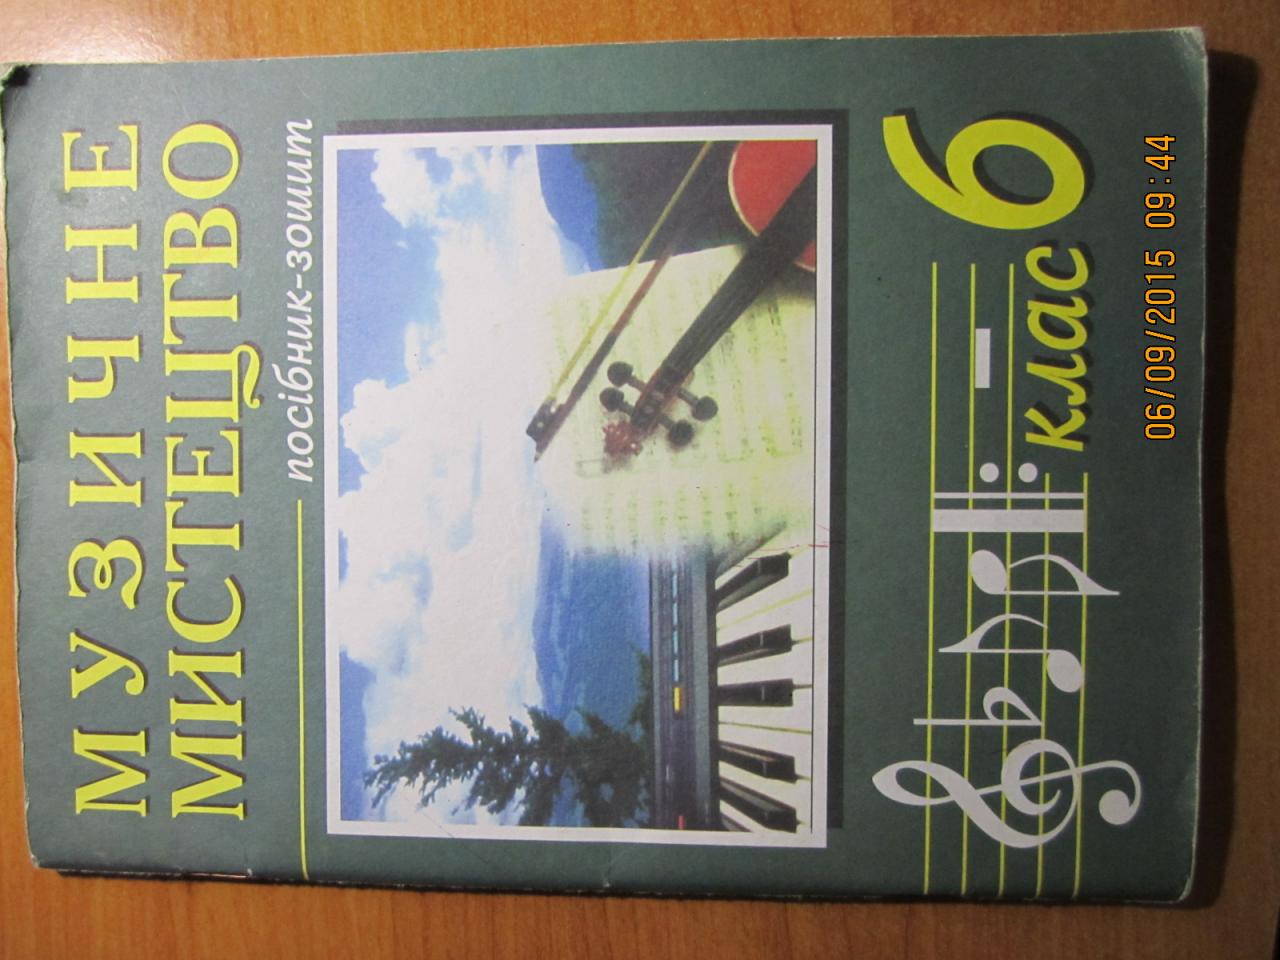 МУЗИЧНЕ
МИСТЕЦТВО
посібник-зошит
6
клас
06/09/2015 09:44